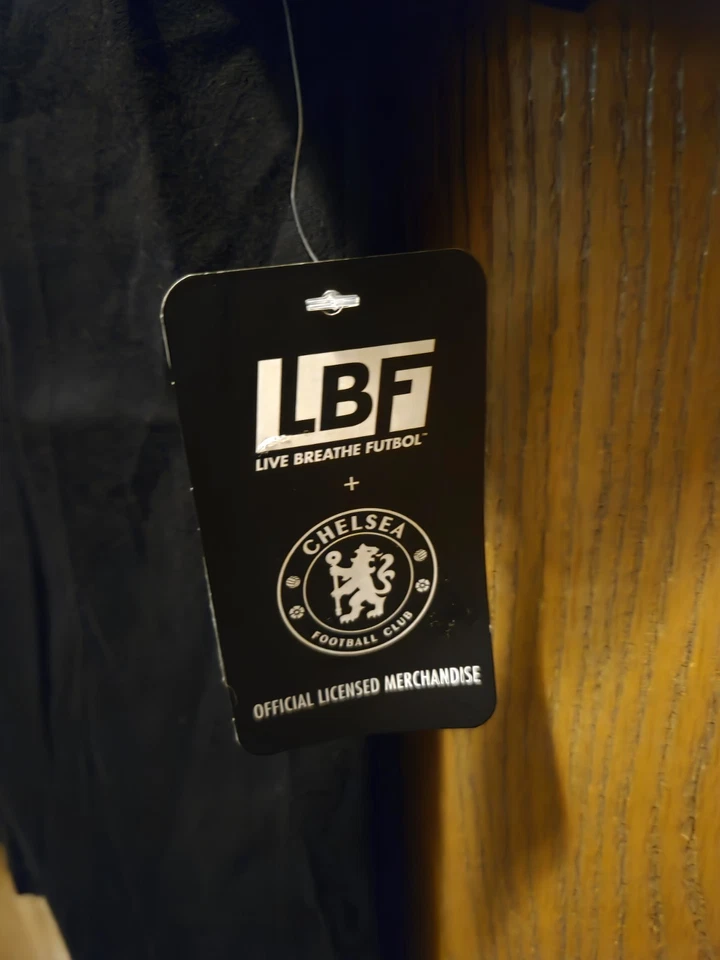 LBF
LIVE BREATHE FUTBOL™
+
CHELSEA
FOOTBALL CLUB
OFFICIAL LICENSED MERCHANDISE